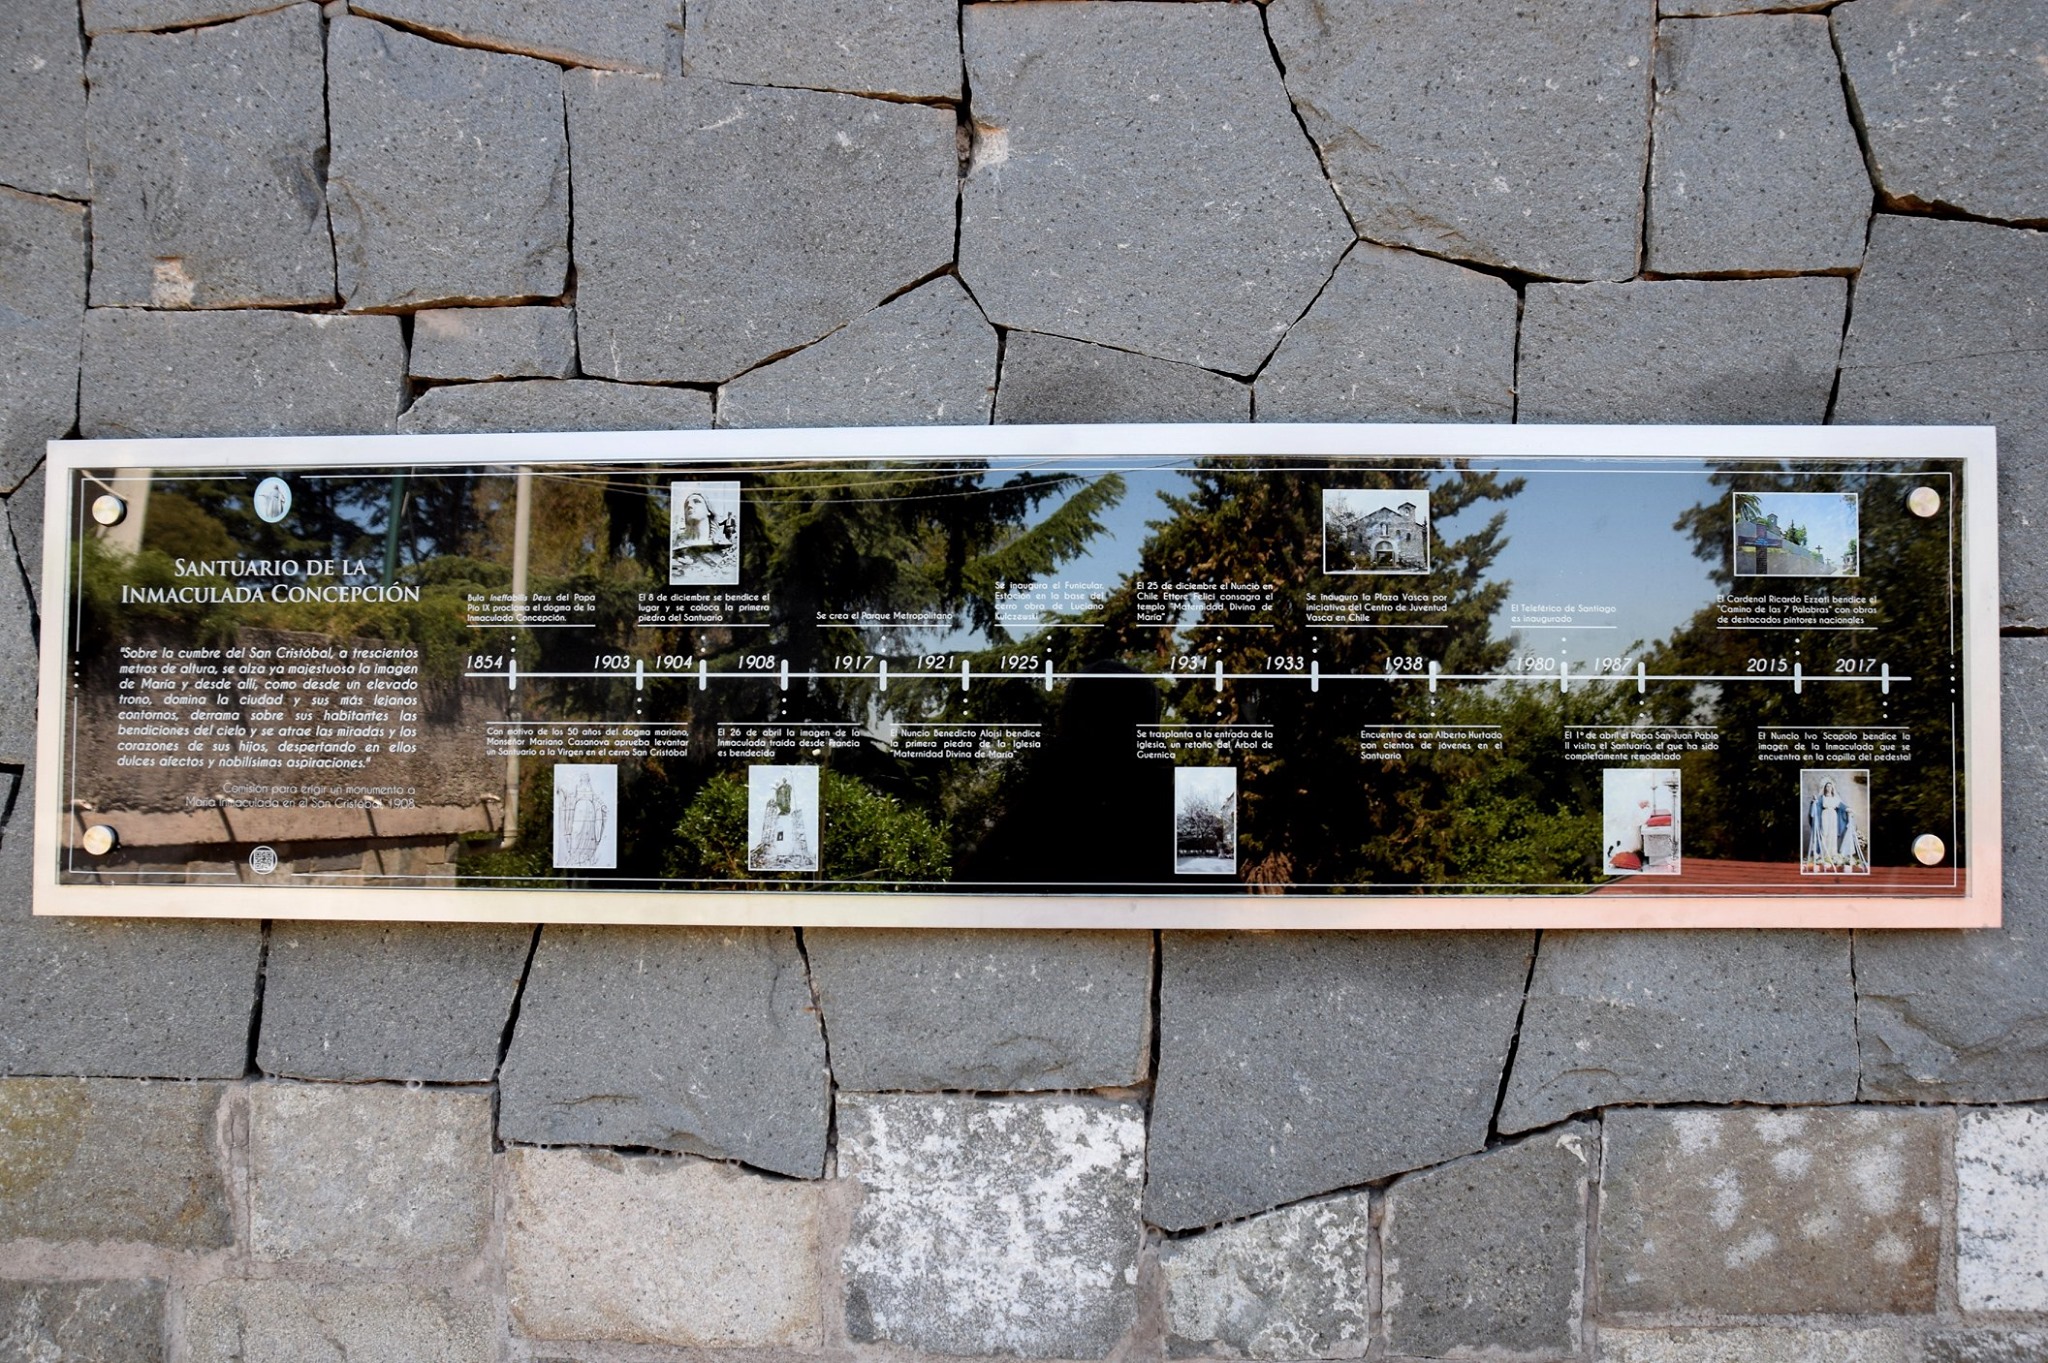 SANTUARIO DE LA
INMACULADA CONCEPCIÓN
"Sobre la cumbre del San Cristóbal, a trescientos
metros de altura, se alza ya majestuosa la imagen
de María y desde allí, como desde un elevado
trono, domina la ciudad y sus más lejanos
contornos, derrama sobre sus habitantes las
bendiciones del cielo y se atrae las miradas y los
corazones de sus hijos, despertando en ellos
dulces afectos y nobilísimas aspiraciones."
Comisión para erigir un monumento a
María Inmaculada en el San Cristóbal, 1908
Bula Ineffabilis Deus del Papa
Pío IX proclama el dogma de la
Inmaculada Concepción.
1854
1903
Con motivo de los 50 años del dogma mariano,
Monseñor Mariano Casanova aprueba levantar
un Santuario a la Virgen en el cerro San Cristóbal
El 8 de diciembre se bendice el
lugar y se coloca la primera
piedra del Santuario
1904
1908
El 26 de abril la imagen de la
Inmaculada traída desde Francia
es bendecida
Se crea el Parque Metropolitano
1917
1921
El Nuncio Benedicto Aloisi bendice
la primera piedra de la Iglesia
"Maternidad Divina de María"
Se inaugura el Funicular.
Estación en la base del
cerro obra de Luciano
Kulczewski
1925
El 25 de diciembre el Nuncio en
Chile Ettore Felici consagra el
templo "Maternidad Divina de
María"
1931
Se trasplanta a la entrada de la
iglesia, un retoño del Árbol de
Guernica
Se inaugura la Plaza Vasca por
iniciativa del Centro de Juventud
Vasca en Chile
1933
1938
Encuentro de san Alberto Hurtado
con cientos de jóvenes en el
Santuario
El Teleférico de Santiago
es inaugurado
1980
1987
El 1º de abril el Papa San Juan Pablo
II visita el Santuario, el que ha sido
completamente remodelado
El Cardenal Ricardo Ezzati bendice el
"Camino de las 7 Palabras" con obras
de destacados pintores nacionales
2015
2017
El Nuncio Ivo Scapolo bendice la
imagen de la Inmaculada que se
encuentra en la capilla del pedestal